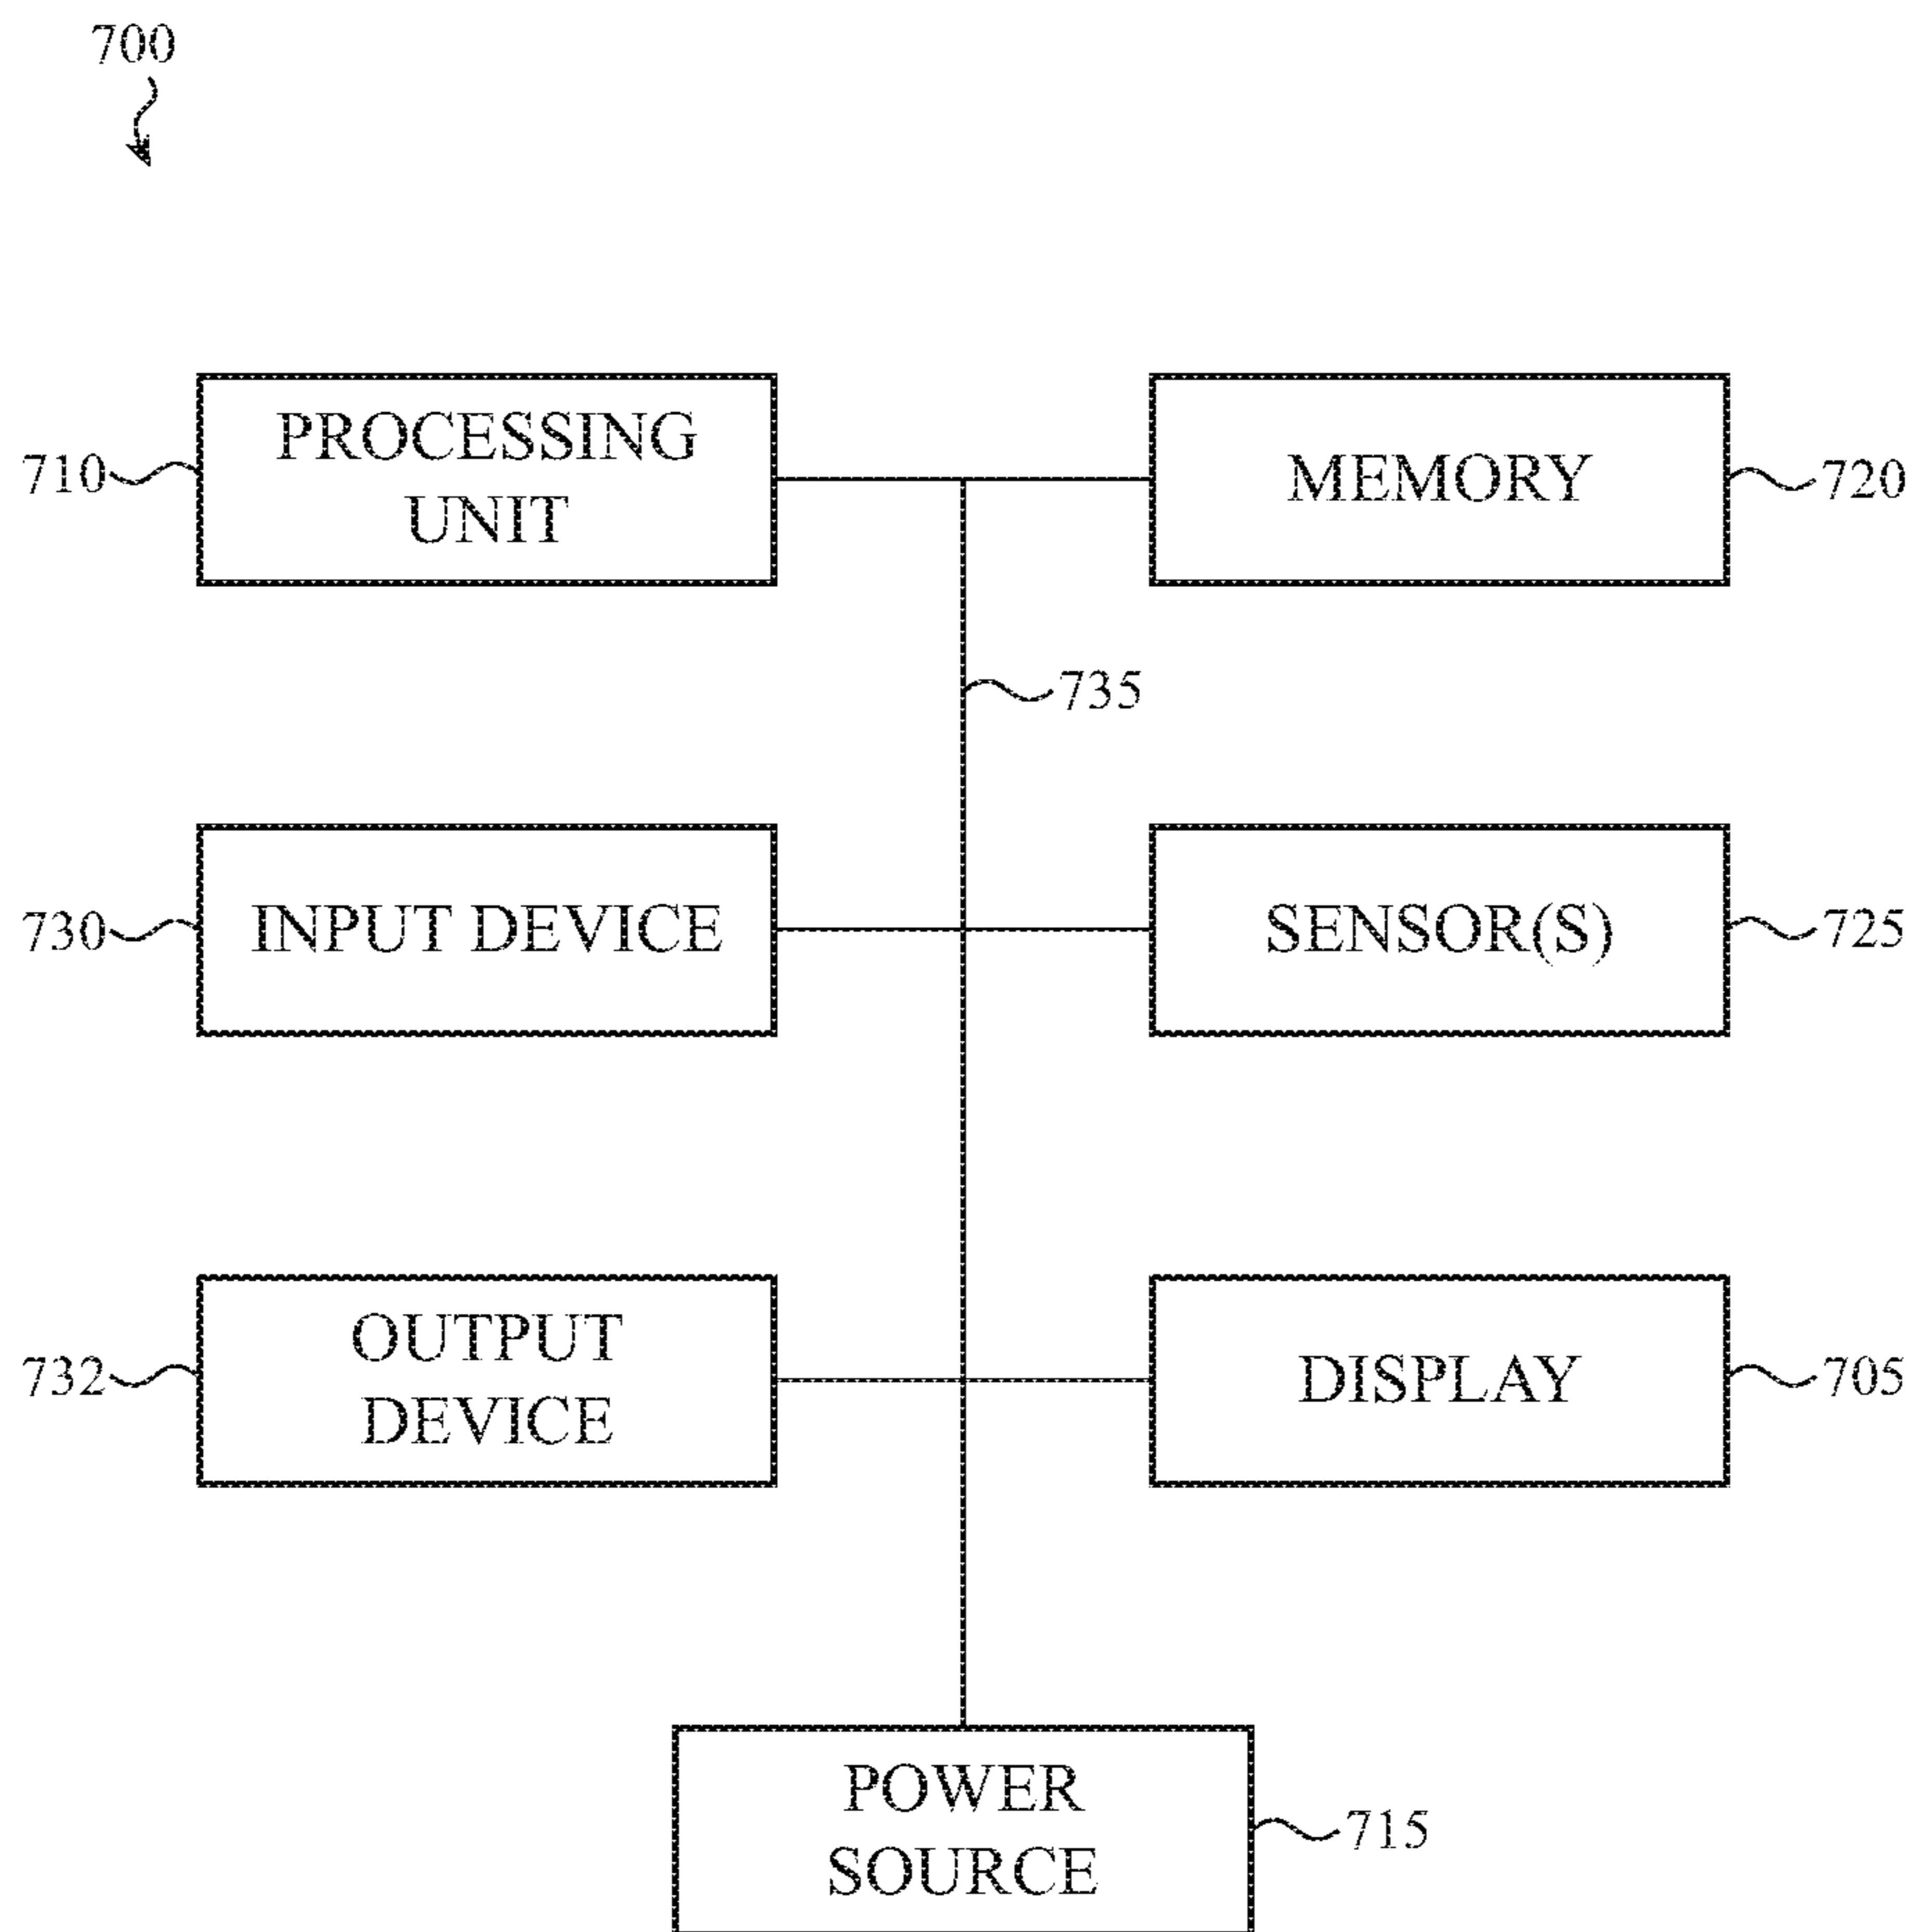 700
PROCESSING
UNIT
710
MEMORY
720
735
730
INPUT DEVICE
SENSOR(S)
725
732
OUTPUT
DEVICE
DISPLAY
705
POWER
SOURCE
715